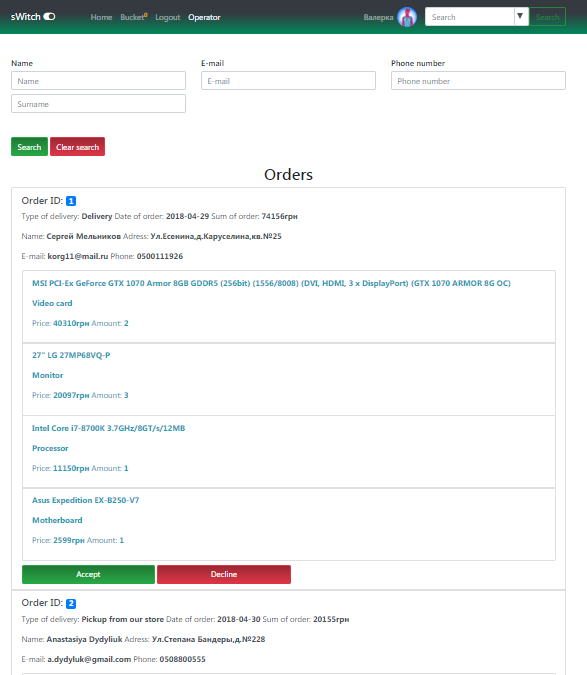 sWitch Home Bucket0 Logout Operator Валерка Search ▼ Search
Name E-mail Phone number
Name E-mail Phone number
Surname
Search Clear search
Orders
Order ID: 1
Type of delivery: Delivery Date of order: 2018-04-29 Sum of order: 74156грн
Name: Сергей Мельников Adress: Ул.Есенина,д.Каруселина,кв.№25
E-mail: korg11@mail.ru Phone: 0500111926
MSI PCI-Ex GeForce GTX 1070 Armor 8GB GDDR5 (256bit) (1556/8008) (DVI, HDMI, 3 x DisplayPort) (GTX 1070 ARMOR 8G OC)
Video card
Price: 40310грн Amount: 2
27" LG 27MP68VQ-P
Monitor
Price: 20097грн Amount: 3
Intel Core i7-8700K 3.7GHz/8GT/s/12MB
Processor
Price: 11150грн Amount: 1
Asus Expedition EX-B250-V7
Motherboard
Price: 2599грн Amount: 1
Accept Decline
Order ID: 2
Type of delivery: Pickup from our store Date of order: 2018-04-30 Sum of order: 20155грн
Name: Anastasiya Dydyliuk Adress: Ул.Степана Бандеры,д.№228
E-mail: a.dydyluk@gmail.com Phone: 0508800555